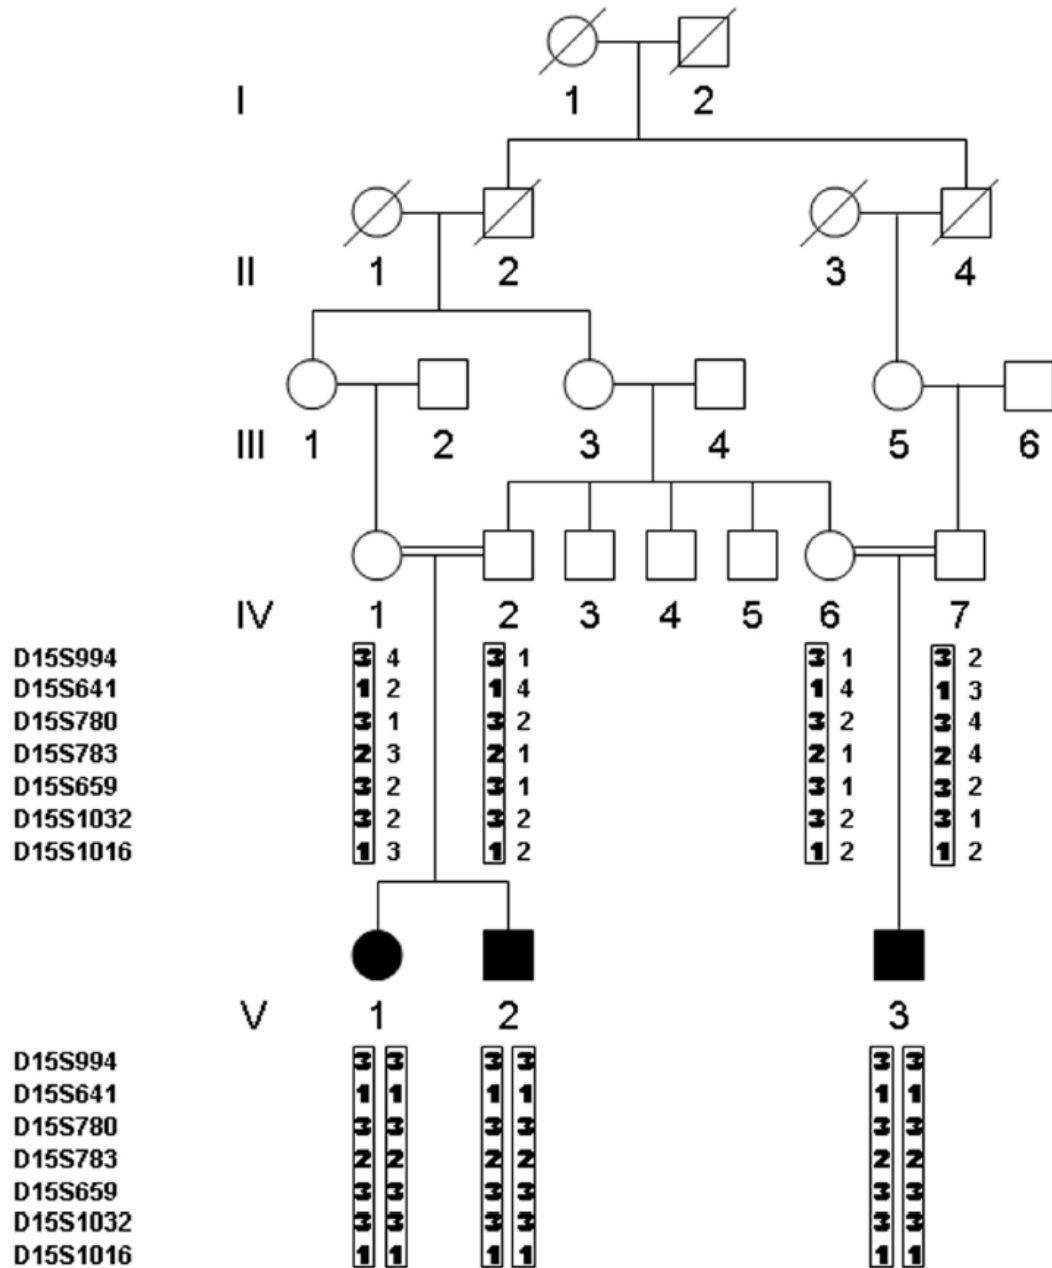 1 2
I
1 2 3 4
II
1 2 3 4 5 6
III
1 2 3 4 5 6 7
IV
D15S994 3 4 3 1 3 1 3 2
D15S641 1 2 1 4 1 4 1 3
D15S780 3 1 3 2 3 2 3 4
D15S783 2 3 2 1 2 1 2 4
D15S659 3 2 3 1 3 1 3 2
D15S1032 3 2 3 2 3 2 3 1
D15S1016 1 3 1 2 1 2 1 2
V 1 2 3
D15S994 3 3 3 3 3 3
D15S641 1 1 1 1 1 1
D15S780 3 3 3 3 3 3
D15S783 2 2 2 2 2 2
D15S659 3 3 3 3 3 3
D15S1032 3 3 3 3 3 3
D15S1016 1 1 1 1 1 1